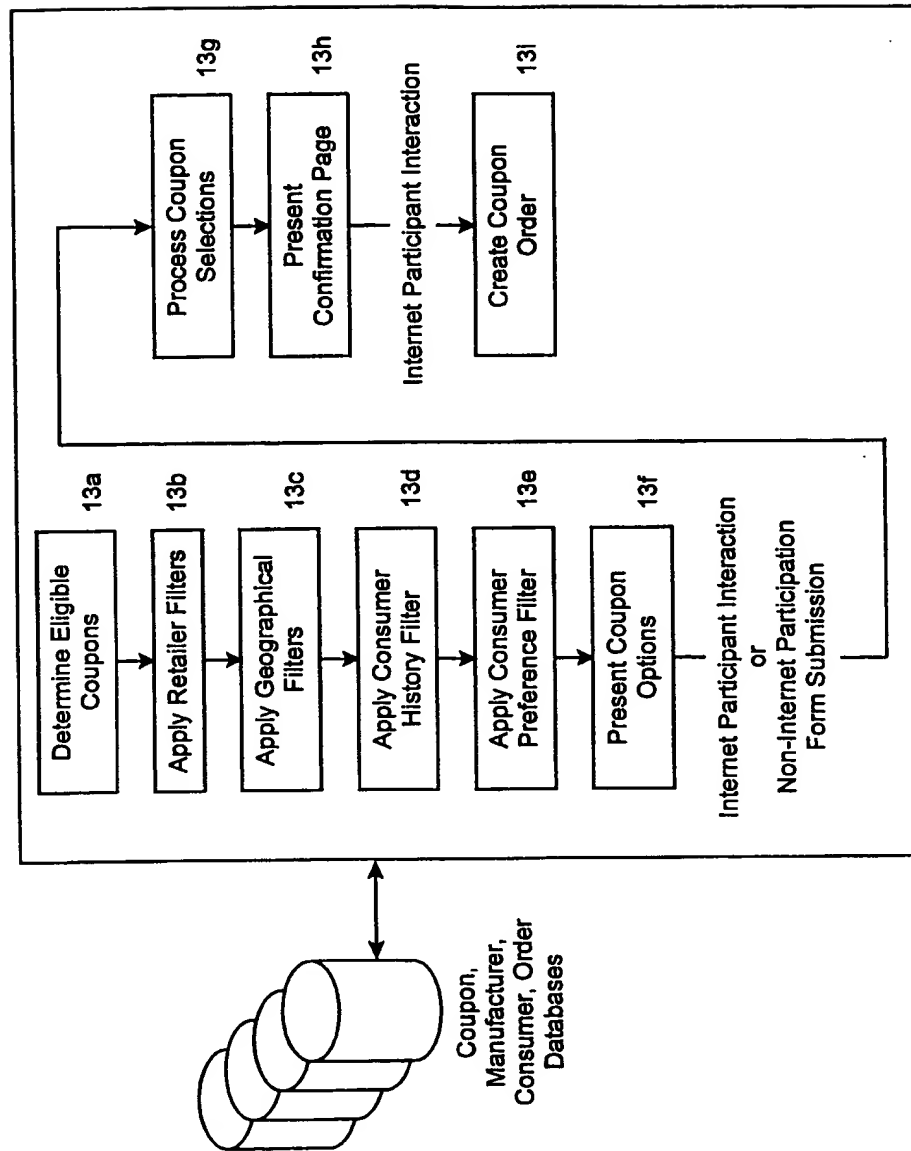 Coupon,
Manufacturer,
Consumer, Order
Databases
Determine Eligible
Coupons
13a
Apply Retailer Filters
13b
Apply Geographical
Filters
13c
Apply Consumer
History Filter
13d
Apply Consumer
Preference Filter
13e
Present Coupon
Options
13f
Internet Participant Interaction
or
Non-Internet Participation
Form Submission
Process Coupon
Selections
13g
Present
Confirmation Page
13h
Internet Participant Interaction
Create Coupon
Order
13i